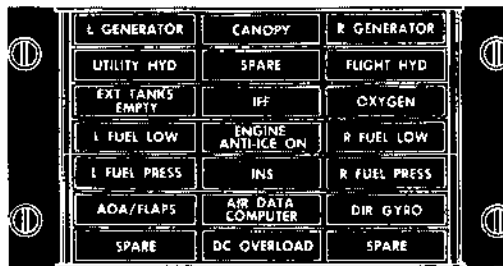 L GENERATOR
CANOPY
R GENERATOR
UTILITY HYD
SPARE
FLIGHT HYD
EXT TANKS
EMPTY
IFF
OXYGEN
L FUEL LOW
ENGINE
ANTI-ICE ON
R FUEL LOW
L FUEL PRESS
INS
R FUEL PRESS
AOA/FLAPS
AIR DATA
COMPUTER
DIR GYRO
SPARE
DC OVERLOAD
SPARE